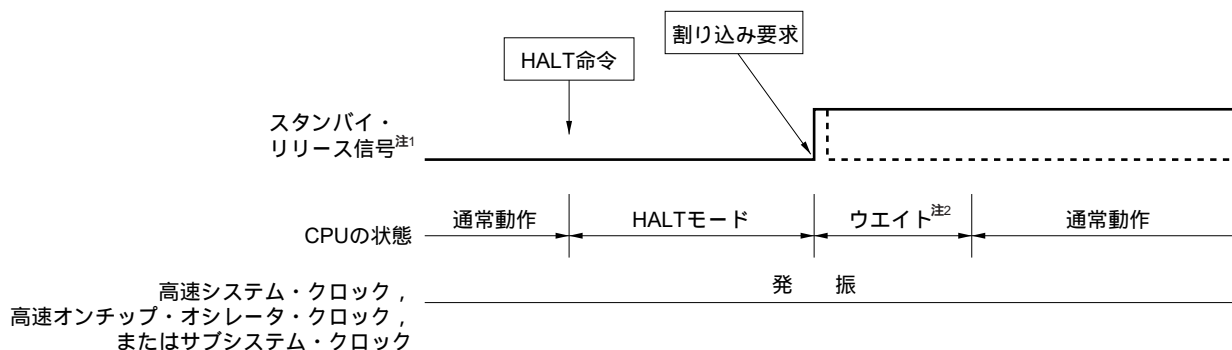 割り込み要求
HALT命令
スタンバイ・
リリース信号注1
CPUの状態
通常動作
HALTモード
ウエイト注2
通常動作
発 振
高速システム・クロック，
高速オンチップ・オシレータ・クロック，
またはサブシステム・クロック